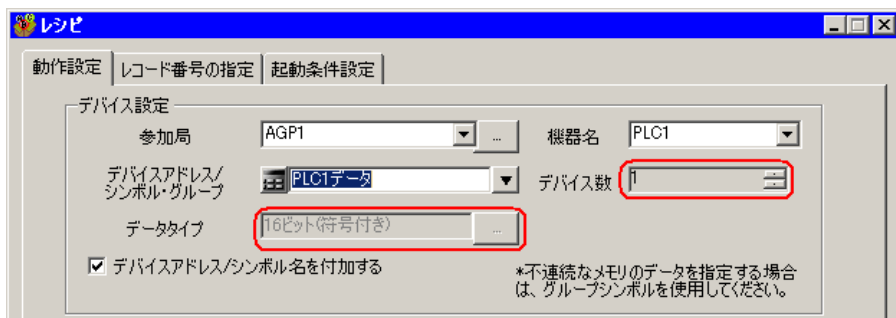 レシピ
動作設定 レコード番号の指定 起動条件設定
デバイス設定
参加局 AGP1 ... 機器名 PLC1
デバイスアドレス/
シンボル・グループ PLC1データ デバイス数 1
データタイプ 16ビット(符号付き) ...
デバイスアドレス/シンボル名を付加する
*不連続なメモリのデータを指定する場合
は、グループシンボルを使用してください。